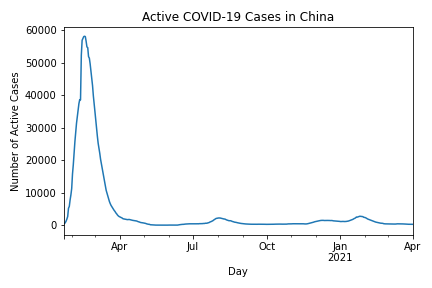 Active COVID-19 Cases in China
60000
50000
40000
30000
20000
10000
0
Number of Active Cases
Apr
Jul
Oct
Jan
2021
Apr
Day